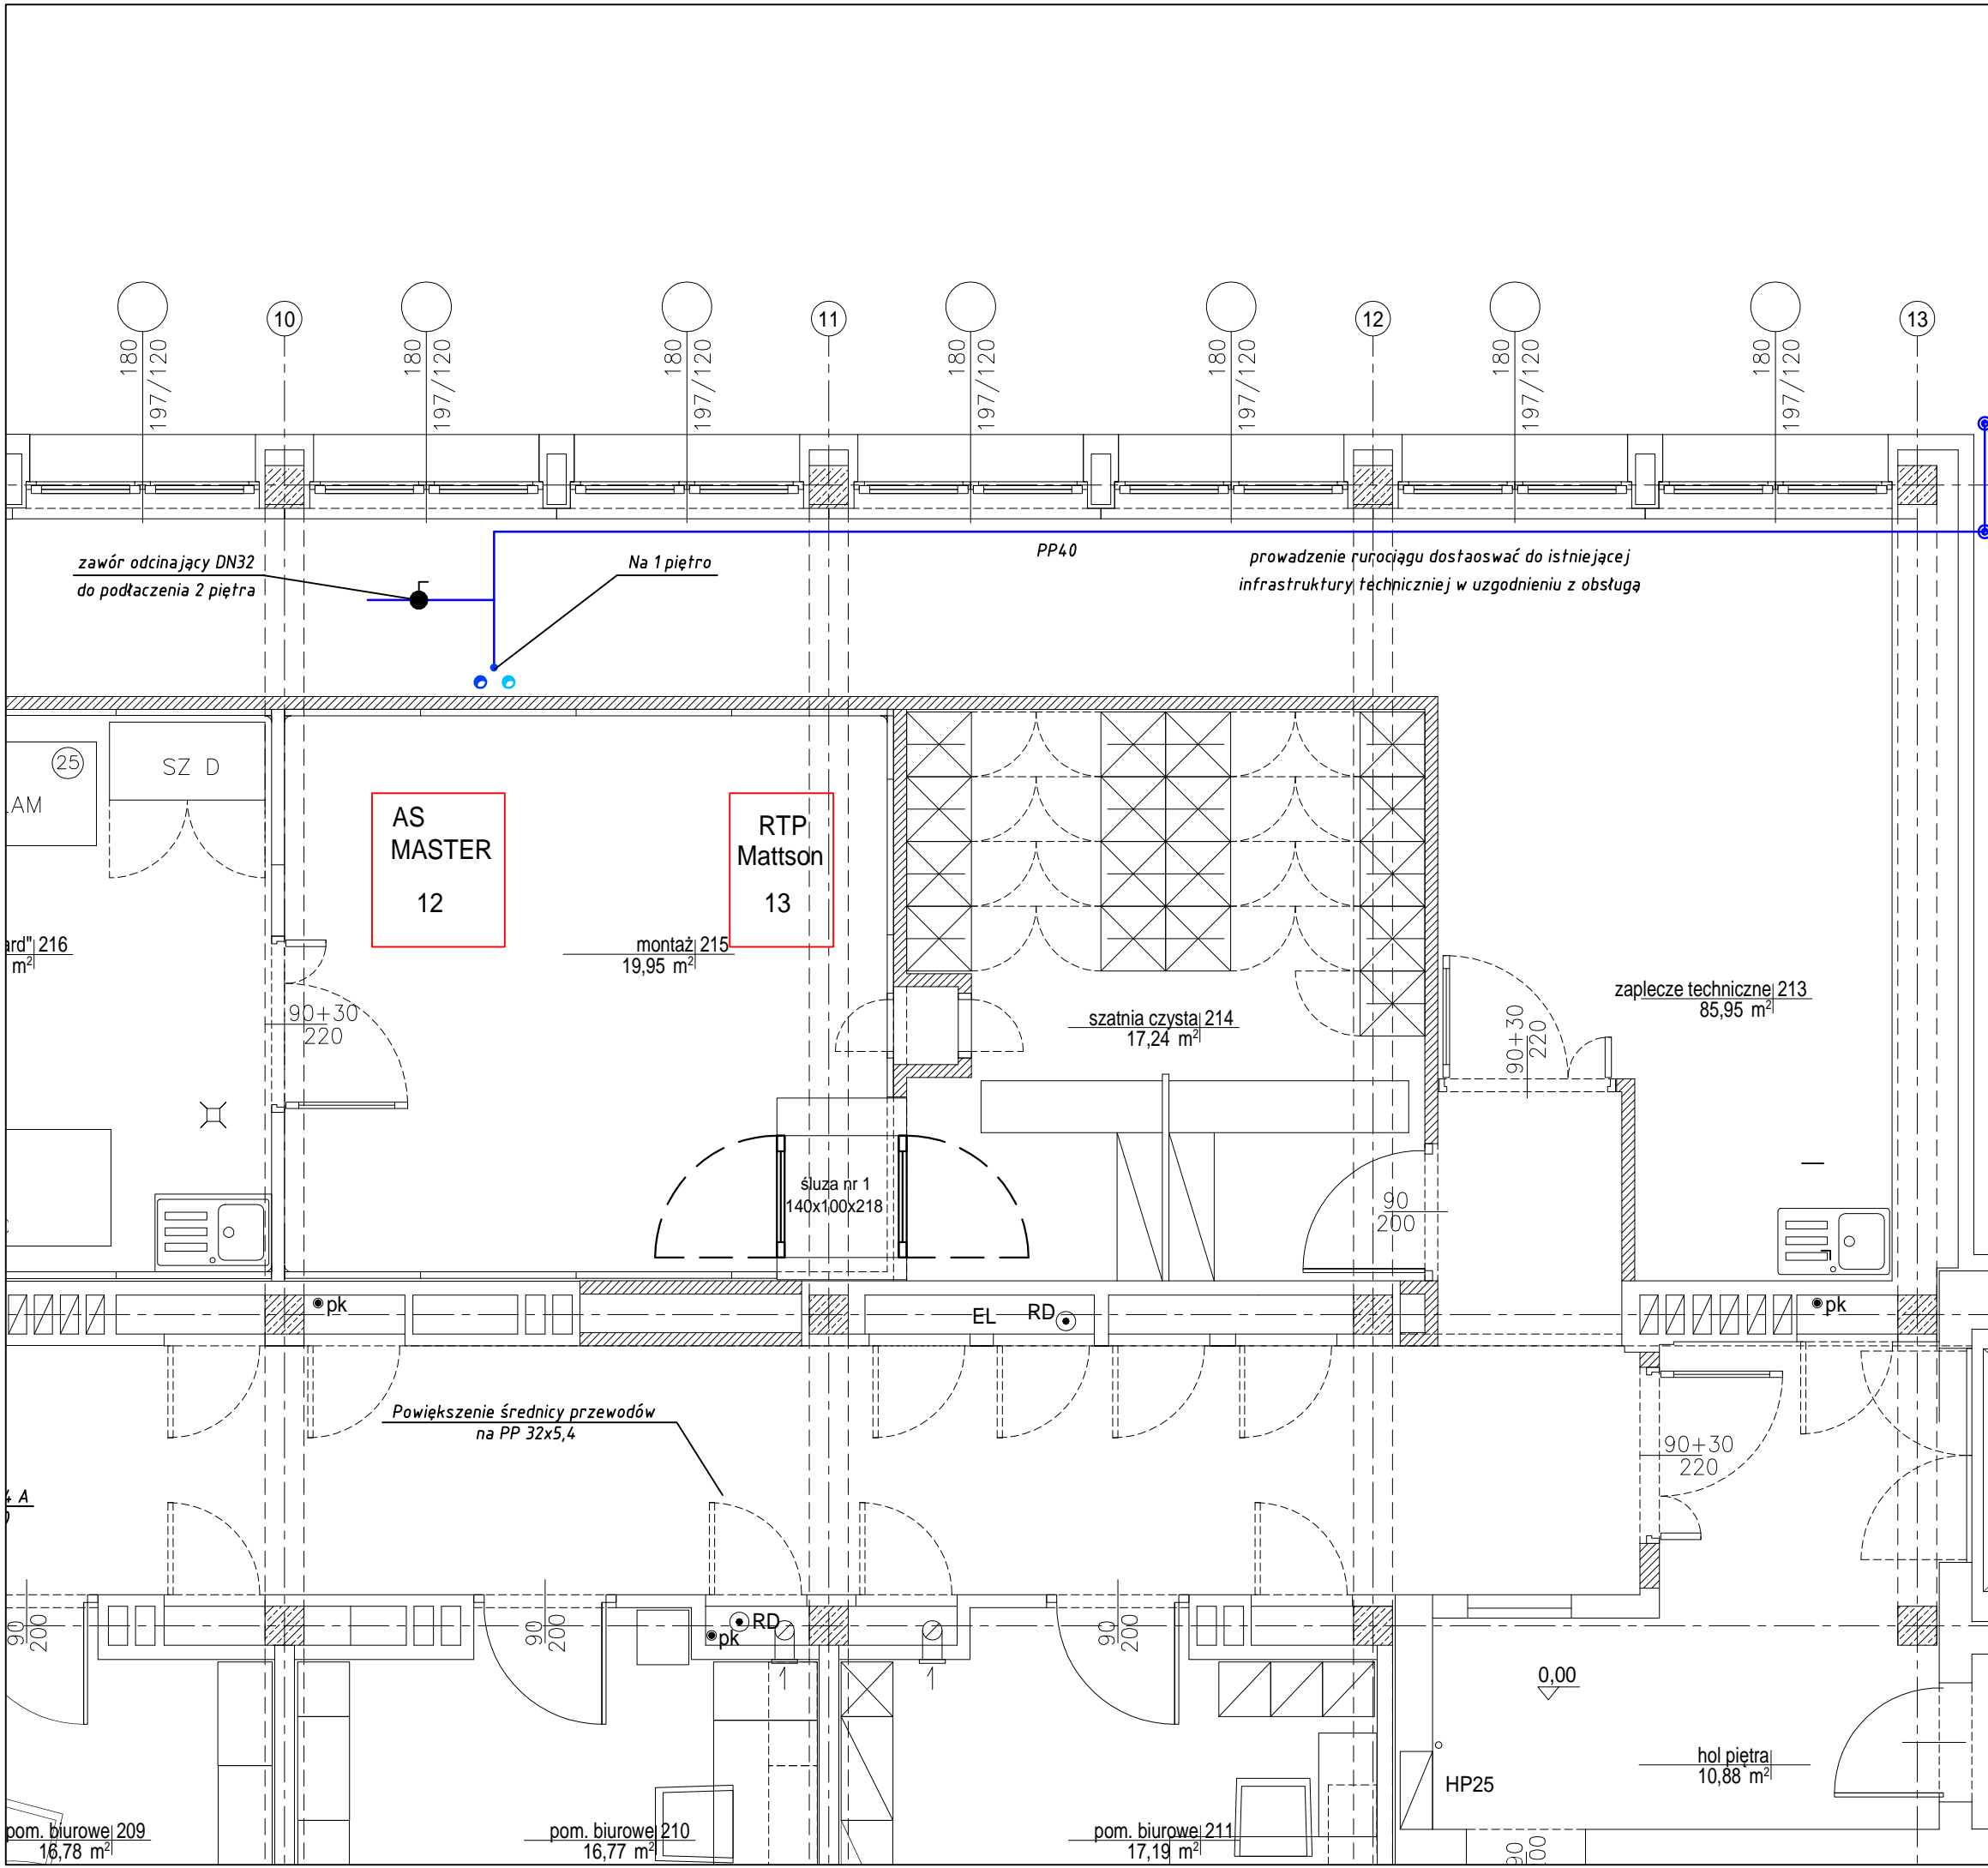 10
11
12
13
180
197/120
180
197/120
180
197/120
180
197/120
180
197/120
180
197/120
180
197/120
zawór odcinający DN32
do podłaczenia 2 piętra
Na 1 piętro
PP40
prowadzenie rurociągu dostaoswać do istniejącej
infrastruktury techniczniej w uzgodnieniu z obsługą
25
SZ D
AS
MASTER
12
RTP
Mattson
13
216
m²
montaż 215
19,95 m²
szatnia czysta 214
17,24 m²
zaplecze techniczne 213
85,95 m²
90+30
220
90+30
220
śluza nr 1
140x100x218
90
200
pk
EL
RD
pk
Powiększenie średnicy przewodów
na PP 32x5,4
90+30
220
4 A
90
200
90
200
RD
pk
90
200
1
1
0,00
HP25
hol piętra
10,88 m²
pom. biurowe 209
16,78 m²
pom. biurowe 210
16,77 m²
pom. biurowe 211
17,19 m²